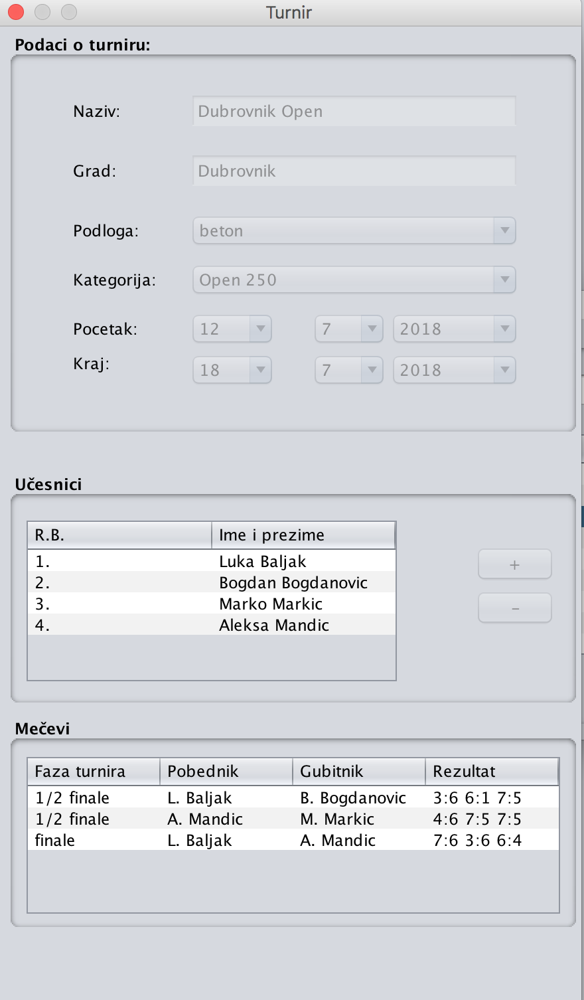 Turnir
Podaci o turniru:
Naziv: Dubrovnik Open
Grad: Dubrovnik
Podloga: beton
Kategorija: Open 250
Pocetak: 12 7 2018
Kraj: 18 7 2018
Učesnici
R.B. Ime i prezime
1. Luka Baljak
2. Bogdan Bogdanovic
3. Marko Markic
4. Aleksa Mandic
+
-
Mečevi
Faza turnira Pobednik Gubitnik Rezultat
1/2 finale L. Baljak B. Bogdanovic 3:6 6:1 7:5
1/2 finale A. Mandic M. Markic 4:6 7:5 7:5
finale L. Baljak A. Mandic 7:6 3:6 6:4